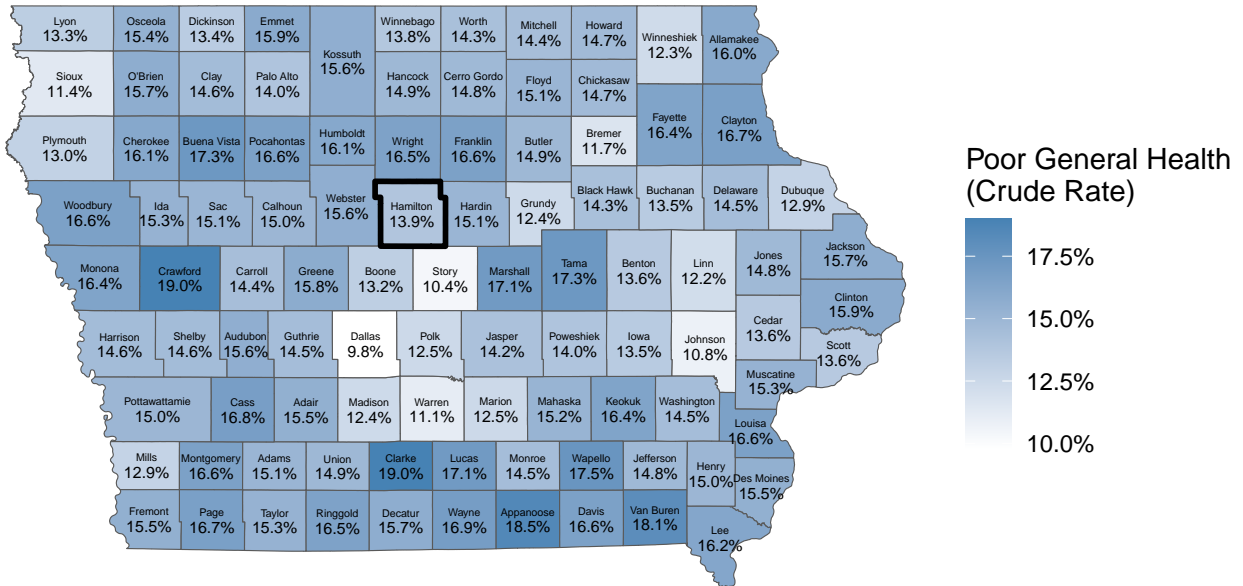 Lyon
13.3%
Osceola
15.4%
Dickinson
13.4%
Emmet
15.9%
Kossuth
15.6%
Winnebago
13.8%
Worth
14.3%
Mitchell
14.4%
Howard
14.7%
Winneshiek
12.3%
Allamakee
16.0%
Sioux
11.4%
O'Brien
15.7%
Clay
14.6%
Palo Alto
14.0%
Hancock
14.9%
Cerro Gordo
14.8%
Floyd
15.1%
Chickasaw
14.7%
Fayette
16.4%
Clayton
16.7%
Plymouth
13.0%
Cherokee
16.1%
Buena Vista
17.3%
Pocahontas
16.6%
Humboldt
16.1%
Wright
16.5%
Franklin
16.6%
Butler
14.9%
Bremer
11.7%
Woodbury
16.6%
Ida
15.3%
Sac
15.1%
Calhoun
15.0%
Webster
15.6%
Hamilton
13.9%
Hardin
15.1%
Grundy
12.4%
Black Hawk
14.3%
Buchanan
13.5%
Delaware
14.5%
Dubuque
12.9%
Monona
16.4%
Crawford
19.0%
Carroll
14.4%
Greene
15.8%
Boone
13.2%
Story
10.4%
Marshall
17.1%
Tama
17.3%
Benton
13.6%
Linn
12.2%
Jones
14.8%
Jackson
15.7%
Clinton
15.9%
Harrison
14.6%
Shelby
14.6%
Audubon
15.6%
Guthrie
14.5%
Dallas
9.8%
Polk
12.5%
Jasper
14.2%
Poweshiek
14.0%
Iowa
13.5%
Johnson
10.8%
Cedar
13.6%
Scott
13.6%
Muscatine
15.3%
Pottawattamie
15.0%
Cass
16.8%
Adair
15.5%
Madison
12.4%
Warren
11.1%
Marion
12.5%
Mahaska
15.2%
Keokuk
16.4%
Washington
14.5%
Louisa
16.6%
Mills
12.9%
Montgomery
16.6%
Adams
15.1%
Union
14.9%
Clarke
19.0%
Lucas
17.1%
Monroe
14.5%
Wapello
17.5%
Jefferson
14.8%
Henry
15.0%
Des Moines
15.5%
Fremont
15.5%
Page
16.7%
Taylor
15.3%
Ringgold
16.5%
Decatur
15.7%
Wayne
16.9%
Appanoose
18.5%
Davis
16.6%
Van Buren
18.1%
Lee
16.2%
Poor General Health
(Crude Rate)
17.5%
15.0%
12.5%
10.0%